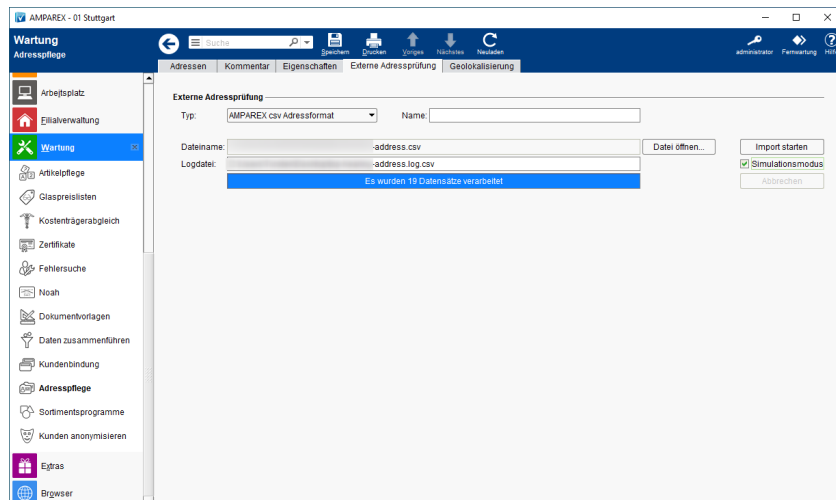 AMPAREX - 01 Stuttgart
Wartung
Adresspflege
Suche
Speichern
Drucken
Voriges
Nächstes
Neuladen
administrator
Fernwartung
Hilfe
Adressen
Kommentar
Eigenschaften
Externe Adressprüfung
Geolokalisierung
Arbeitsplatz
Filialverwaltung
Wartung
Artikelpflege
Glaspreislisten
Kostenträgerabgleich
Zertifikate
Fehlersuche
Noah
Dokumentvorlagen
Daten zusammenführen
Kundenbindung
Adresspflege
Sortimentsprogramme
Kunden anonymisieren
Extras
Browser
Externe Adressprüfung
Typ: AMPAREX csv Adressformat Name:
Dateiname: -address.csv Datei öffnen... Import starten
Logdatei: -address.log.csv Simulationsmodus
Es wurden 19 Datensätze verarbeitet Abbrechen